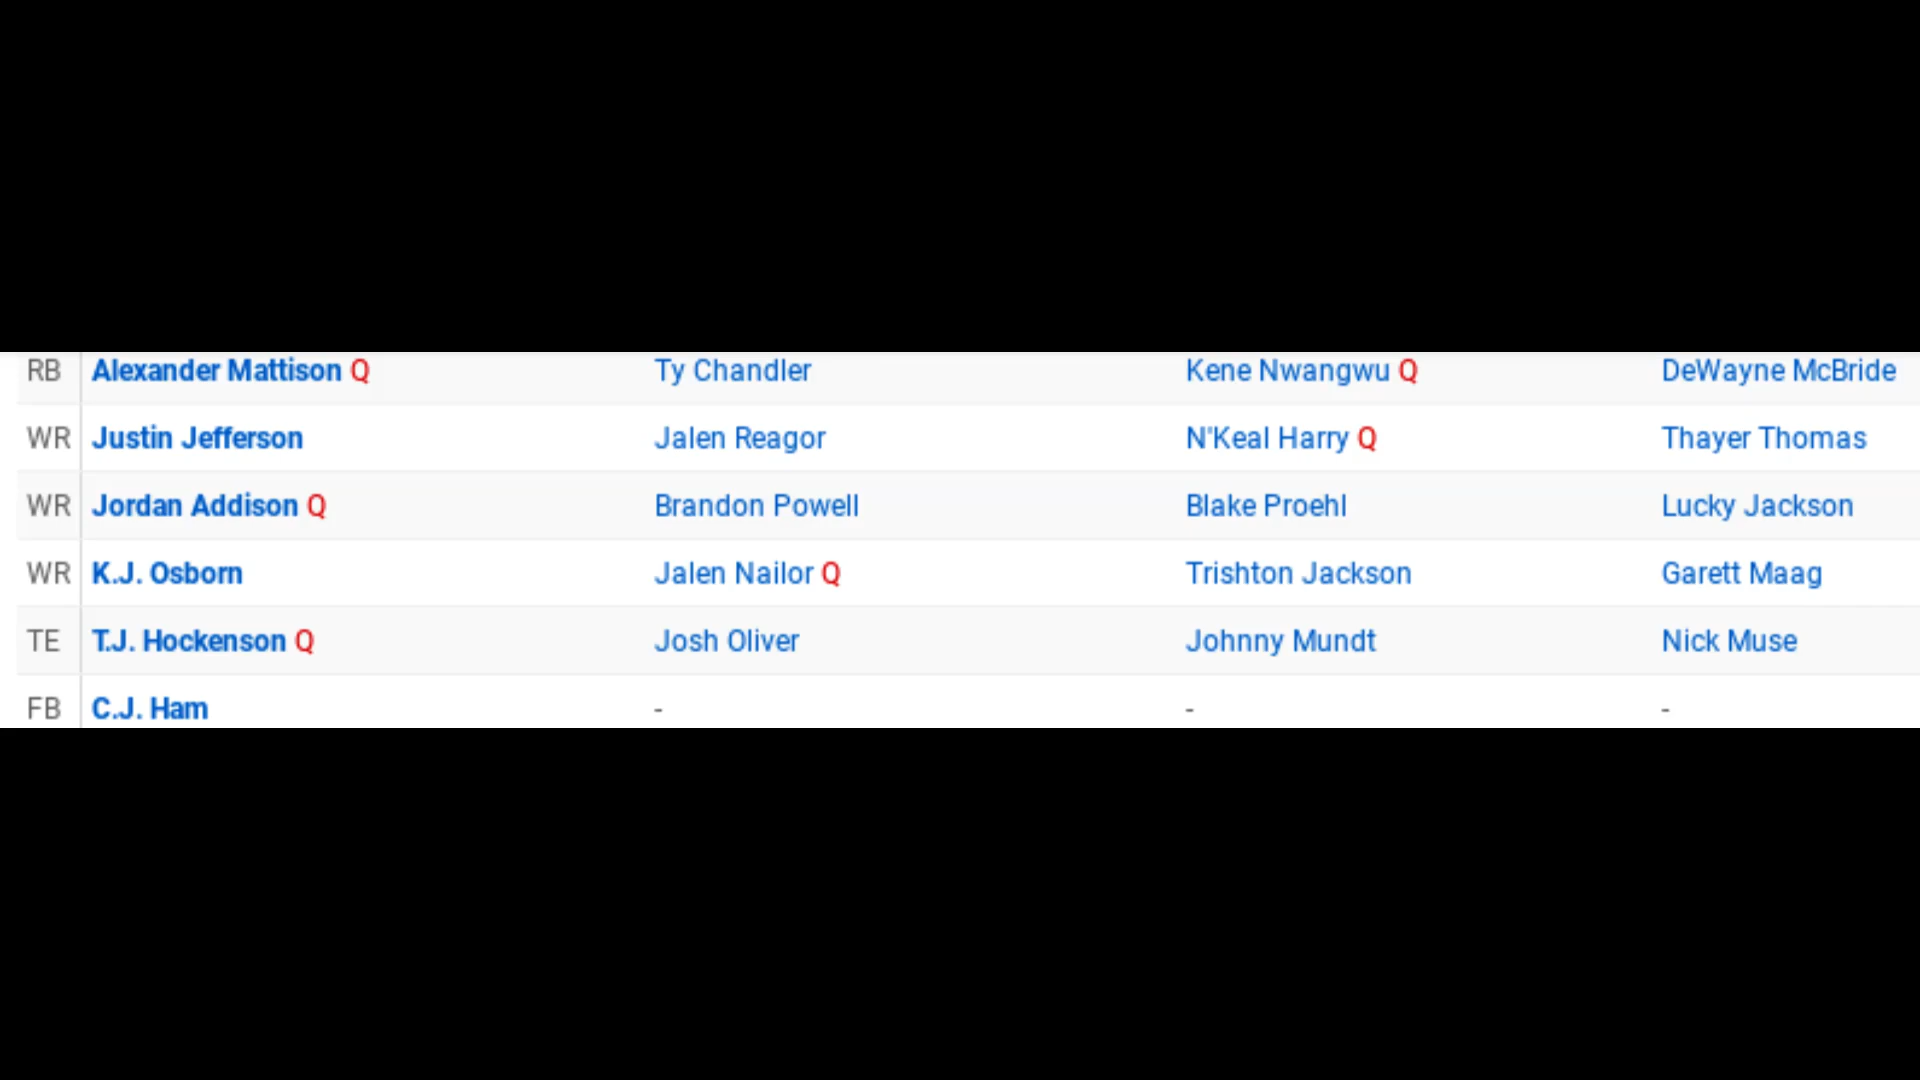 RB Alexander Mattison Q Ty Chandler Kene Nwangwu Q DeWayne McBride
WR Justin Jefferson Jalen Reagor N'Keal Harry Q Thayer Thomas
WR Jordan Addison Q Brandon Powell Blake Proehl Lucky Jackson
WR K.J. Osborn Jalen Nailor Q Trishton Jackson Garett Maag
TE T.J. Hockenson Q Josh Oliver Johnny Mundt Nick Muse
FB C.J. Ham - - -